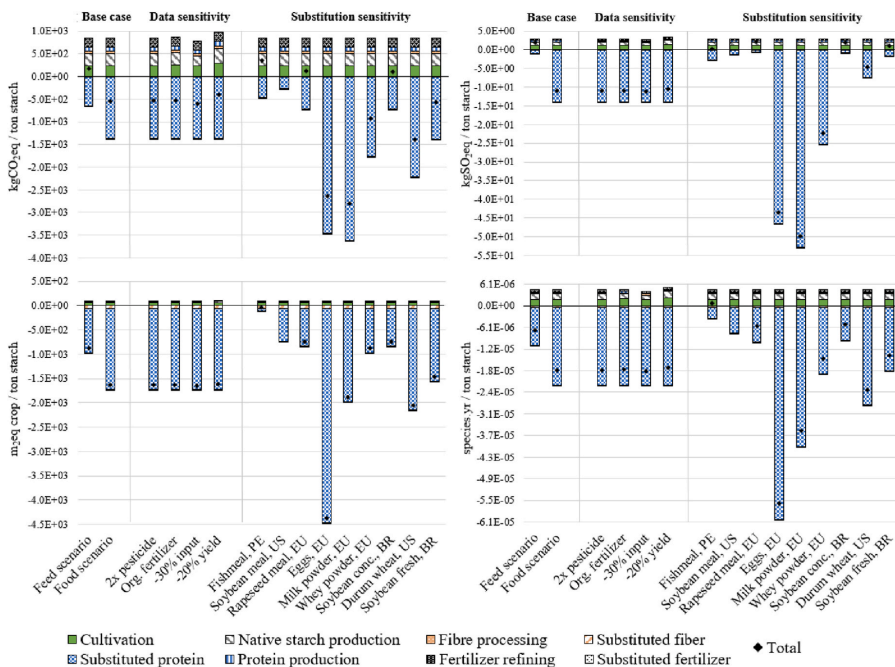 Base case Data sensitivity Substitution sensitivity
1.0E+03
5.0E+02
0.0E+00
-5.0E+02
-1.0E+03
-1.5E+03
-2.0E+03
-2.5E+03
-3.0E+03
-3.5E+03
-4.0E+03
kgCO2eq / ton starch
Base case Data sensitivity Substitution sensitivity
5.0E+00
0.0E+00
-5.0E+00
-1.0E+01
-1.5E+01
-2.0E+01
-2.5E+01
-3.0E+01
-3.5E+01
-4.0E+01
-4.5E+01
-5.0E+01
-5.5E+01
kgSO2eq / ton starch
5.0E+02
0.0E+00
-5.0E+02
-1.0E+03
-1.5E+03
-2.0E+03
-2.5E+03
-3.0E+03
-3.5E+03
-4.0E+03
-4.5E+03
m2eq crop / ton starch
Feed scenario
Food scenario
2x pesticide
Org- fertilizer
-30% input
-20% yield
Fishmeal, PE
Soybean meal, US
Rapeseed meal, EU
Eggs, EU
Milk powder, EU
Whey powder, EU
Soybean conc., BR
Durum wheat, US
Soybean fresh, BR
6.1E-06
0.0E+00
-6.1E-06
-1.2E-05
-1.8E-05
-2.4E-05
-3.1E-05
-3.7E-05
-4.3E-05
-4.9E-05
-5.5E-05
-6.1E-05
species yr / ton starch
Feed scenario
Food scenario
2x pesticide
Org- fertilizer
-30% input
-20% yield
Fishmeal, PE
Soybean meal, US
Rapeseed meal, EU
Eggs, EU
Milk powder, EU
Whey powder, EU
Soybean conc., BR
Durum wheat, US
Soybean fresh, BR
Cultivation Native starch production Fibre processing Substituted fiber
Substituted protein Protein production Fertilizer refining Substituted fertilizer Total